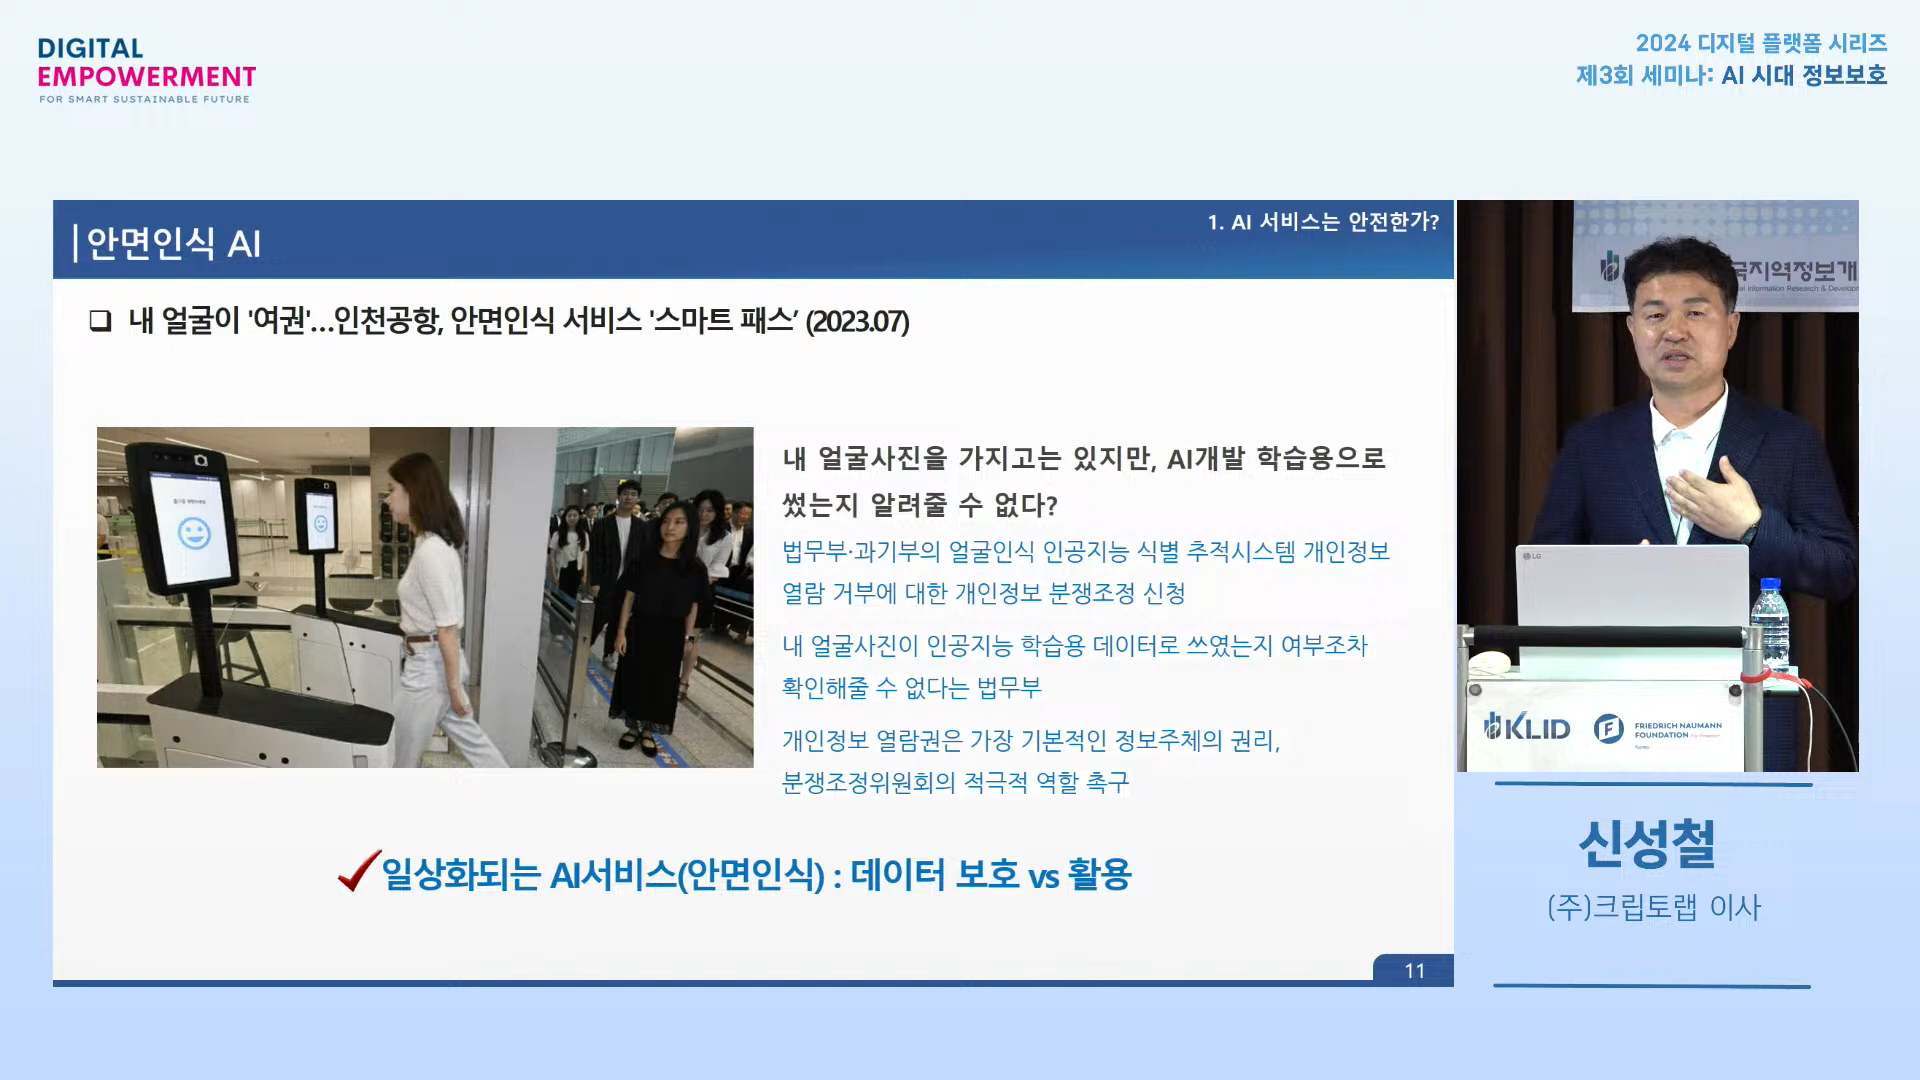 DIGITAL
EMPOWERMENT
FOR SMART SUSTAINABLE FUTURE
2024 디지털 플랫폼 시리즈
제3회 세미나: AI 시대 정보보호
안면인식 AI
1. AI 서비스는 안전한가?
❑ 내 얼굴이 '여권'...인천공항, 안면인식 서비스 '스마트 패스’ (2023.07)
내 얼굴사진을 가지고는 있지만, AI개발 학습용으로
썼는지 알려줄 수 없다?
법무부·과기부의 얼굴인식 인공지능 식별 추적시스템 개인정보
열람 거부에 대한 개인정보 분쟁조정 신청
내 얼굴사진이 인공지능 학습용 데이터로 쓰였는지 여부조차
확인해줄 수 없다는 법무부
개인정보 열람권은 가장 기본적인 정보주체의 권리,
분쟁조정위원회의 적극적 역할 촉구
일상화되는 AI서비스(안면인식) : 데이터 보호 vs 활용
11
국지역정보개
Information Research & Develop
LG
KLID
FRIEDRICH NAUMANN
FOUNDATION For Freedom.
Korea
신성철
(주)크립토랩 이사